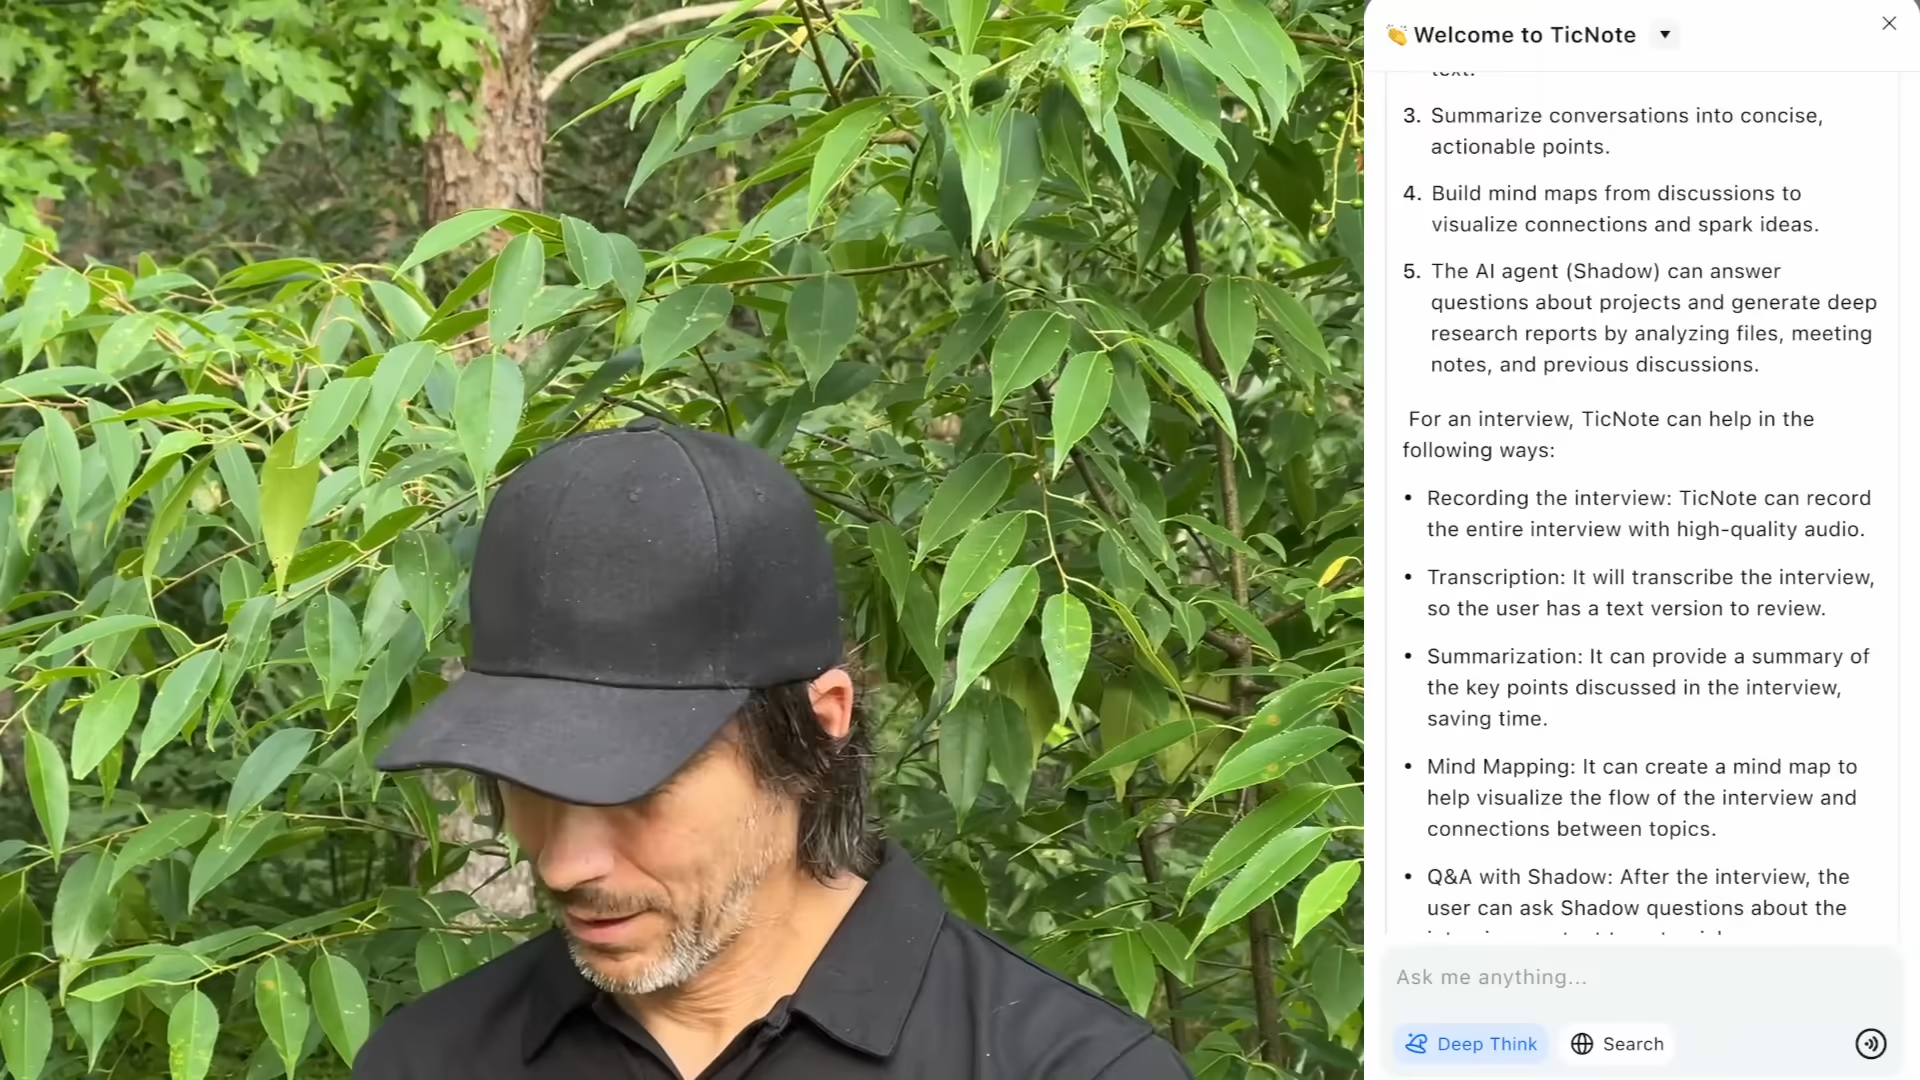 Welcome to TicNote
text.
3. Summarize conversations into concise,
actionable points.
4. Build mind maps from discussions to
visualize connections and spark ideas.
5. The AI agent (Shadow) can answer
questions about projects and generate deep
research reports by analyzing files, meeting
notes, and previous discussions.
For an interview, TicNote can help in the
following ways:
• Recording the interview: TicNote can record
the entire interview with high-quality audio.
• Transcription: It will transcribe the interview,
so the user has a text version to review.
• Summarization: It can provide a summary of
the key points discussed in the interview,
saving time.
• Mind Mapping: It can create a mind map to
help visualize the flow of the interview and
connections between topics.
• Q&A with Shadow: After the interview, the
user can ask Shadow questions about the
Ask me anything...
Deep Think
Search